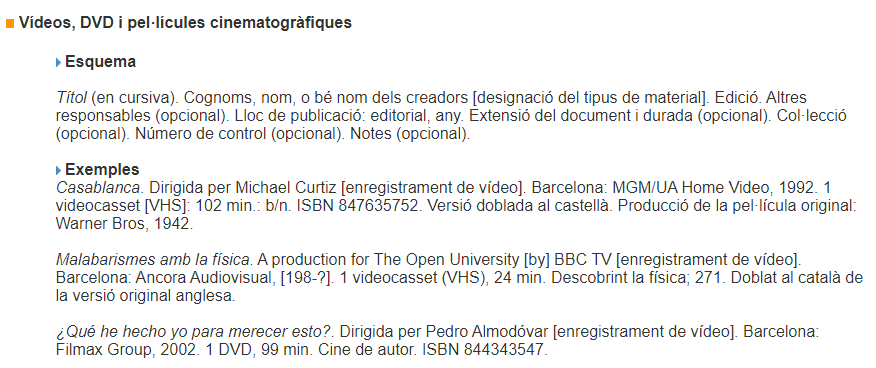 Vídeos, DVD i pel·lícules cinematogràfiques
Esquema
Títol (en cursiva). Cognoms, nom, o bé nom dels creadors [designació del tipus de material]. Edició. Altres
responsables (opcional). Lloc de publicació: editorial, any. Extensió del document i durada (opcional). Col·lecció
(opcional). Número de control (opcional). Notes (opcional).
Exemples
Casablanca. Dirigida per Michael Curtiz [enregistrament de vídeo]. Barcelona: MGM/UA Home Video, 1992. 1
videocasset [VHS]: 102 min.: b/n. ISBN 847635752. Versió doblada al castellà. Producció de la pel·lícula original:
Warner Bros, 1942.
Malabarismes amb la física. A production for The Open University [by] BBC TV [enregistrament de vídeo].
Barcelona: Ancora Audiovisual, [198-?]. 1 videocasset (VHS), 24 min. Descobrint la física; 271. Doblat al català de
la versió original anglesa.
¿Qué he hecho yo para merecer esto?. Dirigida per Pedro Almodóvar [enregistrament de vídeo]. Barcelona:
Filmax Group, 2002. 1 DVD, 99 min. Cine de autor. ISBN 844343547.